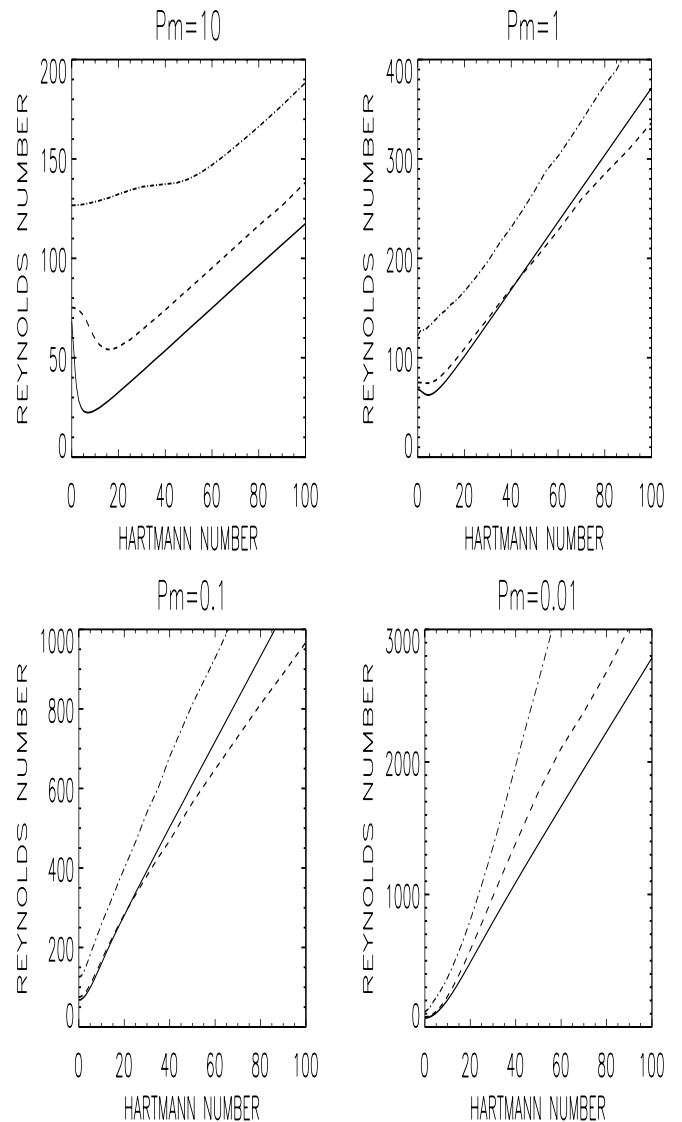 Pm=10
Pm=1
200
150
100
50
0
REYNOLDS NUMBER
0 20 40 60 80 100
HARTMANN NUMBER
400
300
200
100
0
REYNOLDS NUMBER
0 20 40 60 80 100
HARTMANN NUMBER
Pm=0.1
Pm=0.01
1000
800
600
400
200
0
REYNOLDS NUMBER
0 20 40 60 80 100
HARTMANN NUMBER
3000
2000
1000
0
REYNOLDS NUMBER
0 20 40 60 80 100
HARTMANN NUMBER